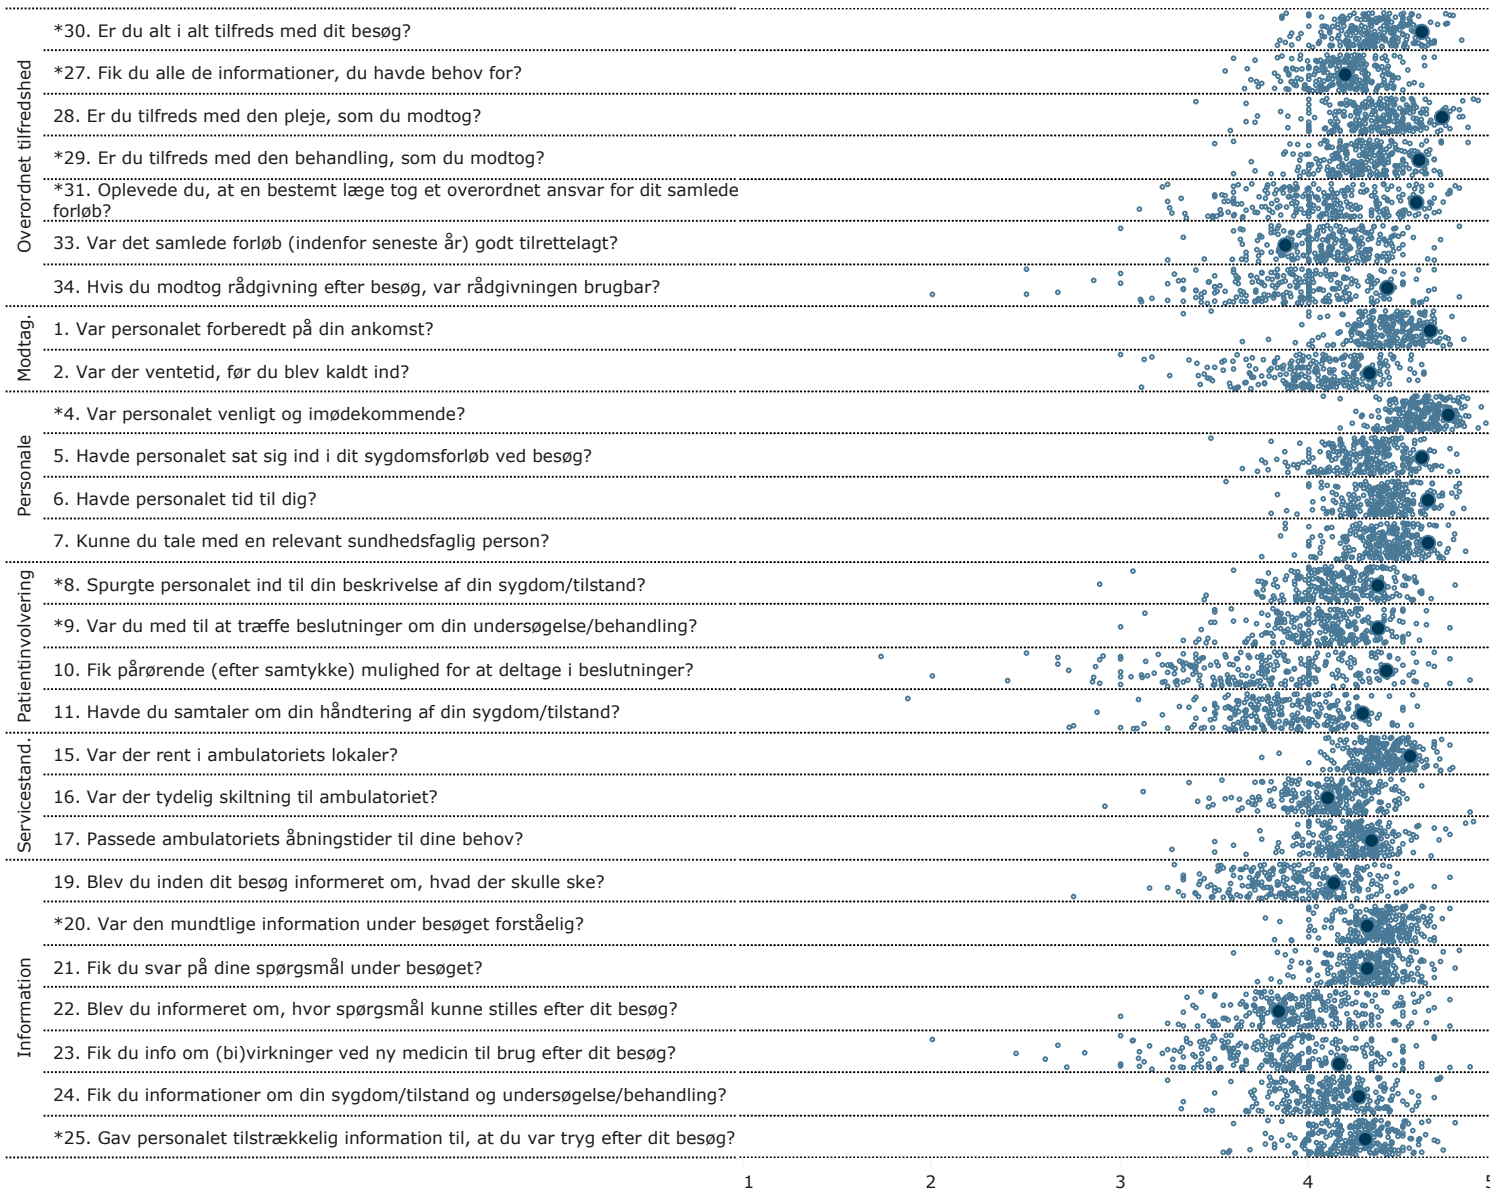 Overordnet tilfredshed
*30. Er du alt i alt tilfreds med dit besøg?
*27. Fik du alle de informationer, du havde behov for?
28. Er du tilfreds med den pleje, som du modtog?
*29. Er du tilfreds med den behandling, som du modtog?
*31. Oplevede du, at en bestemt læge tog et overordnet ansvar for dit samlede
forløb?
33. Var det samlede forløb (indenfor seneste år) godt tilrettelagt?
34. Hvis du modtog rådgivning efter besøg, var rådgivningen brugbar?
Modtag.
1. Var personalet forberedt på din ankomst?
2. Var der ventetid, før du blev kaldt ind?
Personale
*4. Var personalet venligt og imødekommende?
5. Havde personalet sat sig ind i dit sygdomsforløb ved besøg?
6. Havde personalet tid til dig?
7. Kunne du tale med en relevant sundhedsfaglig person?
Patientinvolvering
*8. Spurgte personalet ind til din beskrivelse af din sygdom/tilstand?
*9. Var du med til at træffe beslutninger om din undersøgelse/behandling?
10. Fik pårørende (efter samtykke) mulighed for at deltage i beslutninger?
11. Havde du samtaler om din håndtering af din sygdom/tilstand?
Servicestand.
15. Var der rent i ambulatoriets lokaler?
16. Var der tydelig skiltning til ambulatoriet?
17. Passede ambulatoriets åbningstider til dine behov?
Information
19. Blev du inden dit besøg informeret om, hvad der skulle ske?
*20. Var den mundtlige information under besøget forståelig?
21. Fik du svar på dine spørgsmål under besøget?
22. Blev du informeret om, hvor spørgsmål kunne stilles efter dit besøg?
23. Fik du info om (bi)virkninger ved ny medicin til brug efter dit besøg?
24. Fik du informationer om din sygdom/tilstand og undersøgelse/behandling?
*25. Gav personalet tilstrækkelig information til, at du var tryg efter dit besøg?
1 2 3 4 5